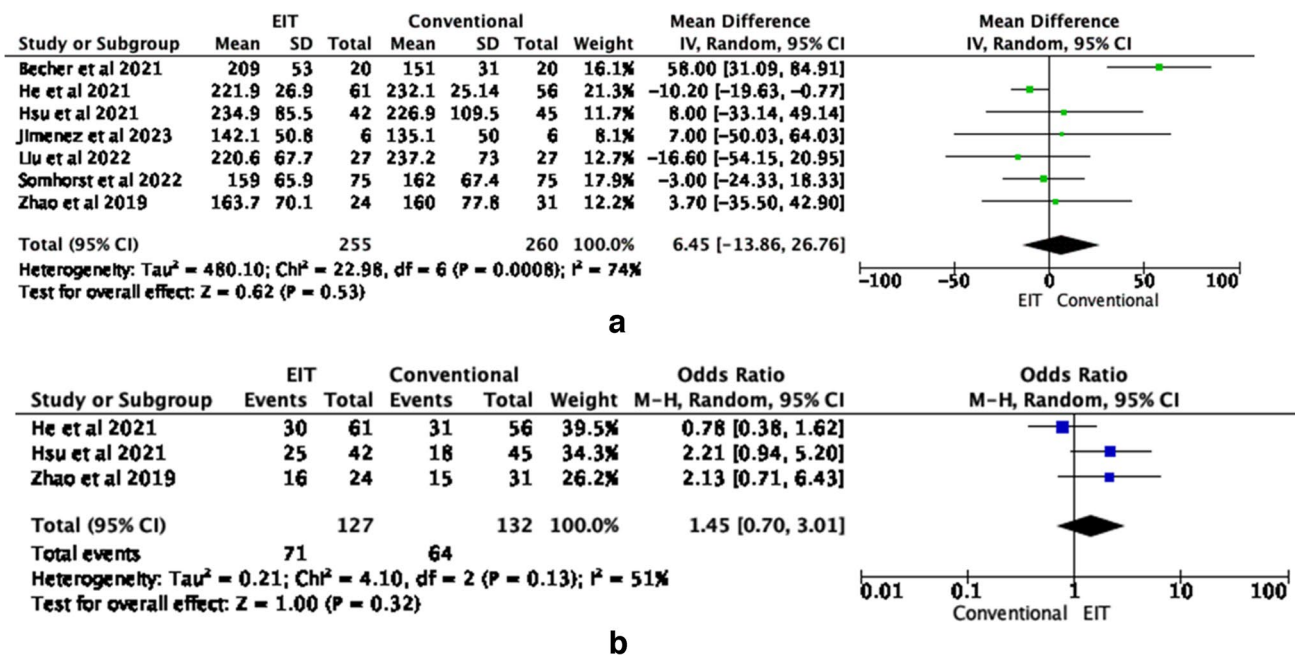 EIT Conventional Mean Difference Mean Difference
Study or Subgroup Mean SD Total Mean SD Total Weight IV, Random, 95% CI IV, Random, 95% CI
Becher et al 2021 209 53 20 151 31 20 16.1% 58.00 [31.09, 84.91]
He et al 2021 221.9 26.9 61 232.1 25.14 56 21.3% −10.20 [−19.63, −0.77]
Hsu et al 2021 234.9 85.5 42 226.9 109.5 45 11.7% 8.00 [−33.14, 49.14]
Jimenez et al 2023 142.1 50.8 6 135.1 50 6 8.1% 7.00 [−50.03, 64.03]
Liu et al 2022 220.6 67.7 27 237.2 73 27 12.7% −16.60 [−54.15, 20.95]
Somhorst et al 2022 159 65.9 75 162 67.4 75 17.9% −3.00 [−24.33, 18.33]
Zhao et al 2019 163.7 70.1 24 160 77.8 31 12.2% 3.70 [−35.50, 42.90]
Total (95% CI) 255 260 100.0% 6.45 [−13.86, 26.76]
Heterogeneity: Tau² = 480.10; Chi² = 22.98, df = 6 (P = 0.0008); I² = 74%
Test for overall effect: Z = 0.62 (P = 0.53)
−100 −50 0 50 100
EIT Conventional
a
EIT Conventional Odds Ratio Odds Ratio
Study or Subgroup Events Total Events Total Weight M−H, Random, 95% CI M−H, Random, 95% CI
He et al 2021 30 61 31 56 39.5% 0.78 [0.38, 1.62]
Hsu et al 2021 25 42 18 45 34.3% 2.21 [0.94, 5.20]
Zhao et al 2019 16 24 15 31 26.2% 2.13 [0.71, 6.43]
Total (95% CI) 127 132 100.0% 1.45 [0.70, 3.01]
Total events 71 64
Heterogeneity: Tau² = 0.21; Chi² = 4.10, df = 2 (P = 0.13); I² = 51%
Test for overall effect: Z = 1.00 (P = 0.32)
0.01 0.1 1 10 100
Conventional EIT
b